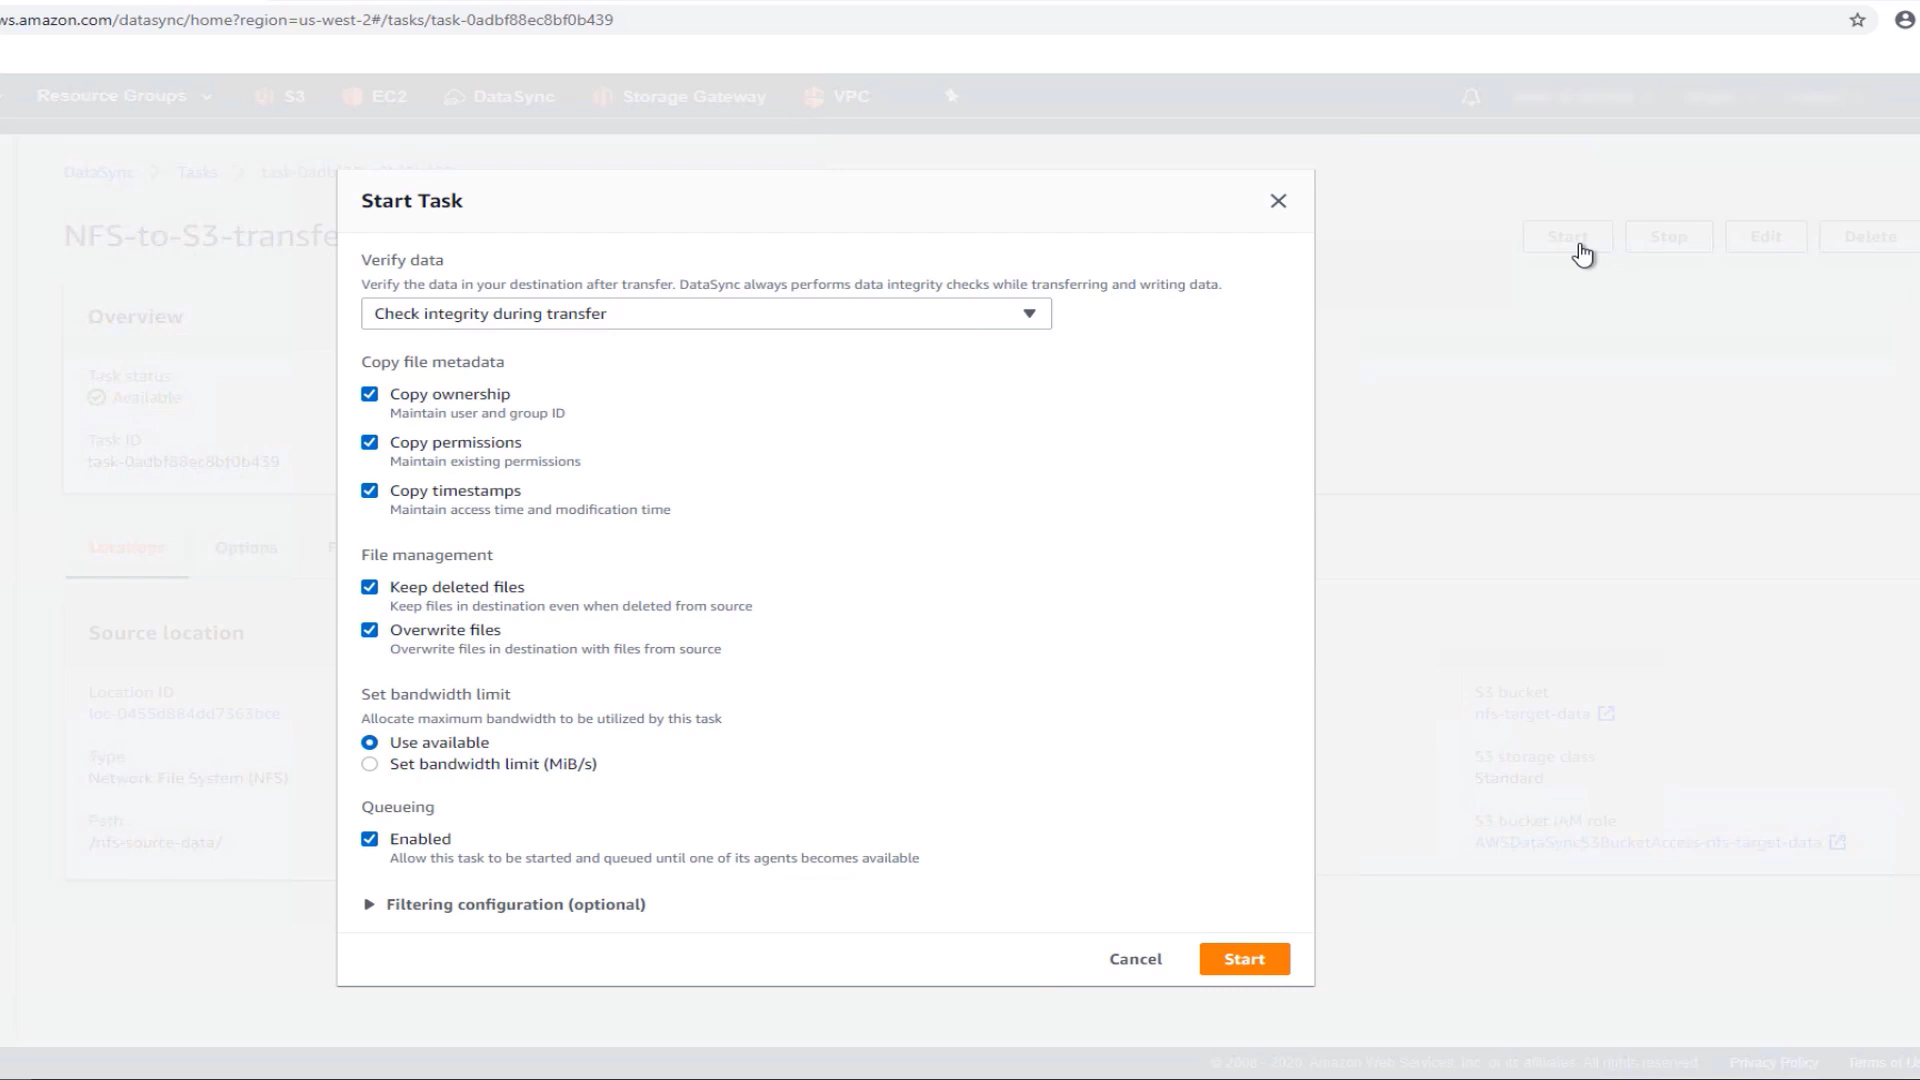 ws.amazon.com/datasync/home?region=us-west-2#/tasks/task-0adbf88ec8bf0b439
Resource Groups
S3
EC2
DataSync
Storage Gateway
VPC
DataSync
Tasks
NFS-to-S3-transfe
Start
Stop
Edit
Delete
Overview
Task status
Available
Task ID
task-0adbf88ec8bf0b439
Locations
Options
F
Source location
Location ID
loc-0455d884dd7363bce
Type
Network File System (NFS)
Path
/nfs-source-data/
Start Task
Verify data
Verify the data in your destination after transfer. DataSync always performs data integrity checks while transferring and writing data.
Check integrity during transfer
Copy file metadata
Copy ownership
Maintain user and group ID
Copy permissions
Maintain existing permissions
Copy timestamps
Maintain access time and modification time
File management
Keep deleted files
Keep files in destination even when deleted from source
Overwrite files
Overwrite files in destination with files from source
Set bandwidth limit
Allocate maximum bandwidth to be utilized by this task
Use available
Set bandwidth limit (MiB/s)
Queueing
Enabled
Allow this task to be started and queued until one of its agents becomes available
Filtering configuration (optional)
Cancel
Start
S3 bucket
nfs-target-data
S3 storage class
Standard
S3 bucket IAM role
AWSDataSyncS3BucketAccess-nfs-target-data
© 2008 - 2020, Amazon Web Services, Inc. or its affiliates. All rights reserved.
Privacy Policy
Terms of U